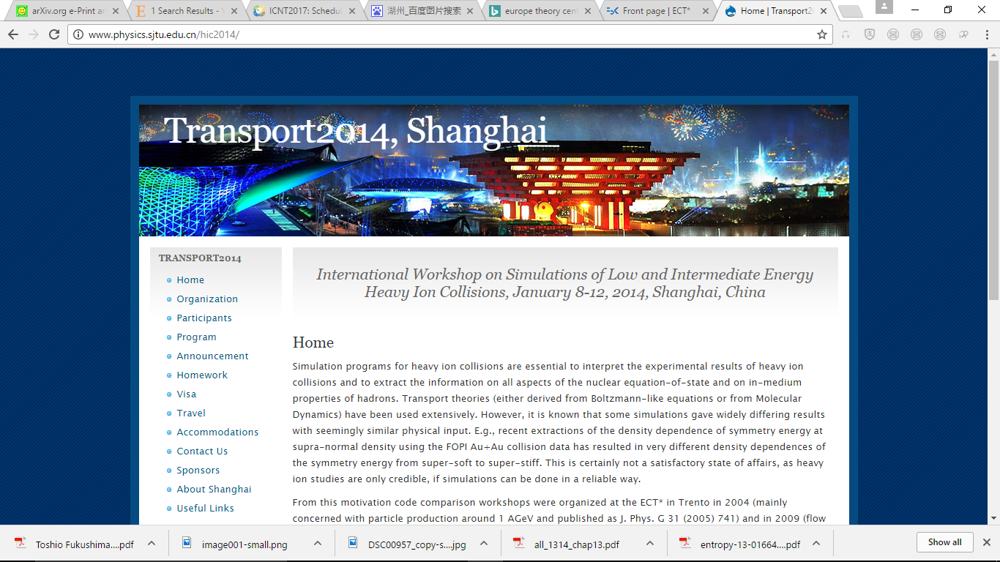 arXiv.org e-Print ar
1 Search Results -
ICNT2017: Schedul
湖州_百度图片搜索
europe theory cent
Front page | ECT*
Home | Transport2
www.physics.sjtu.edu.cn/hic2014/
Transport2014, Shanghai
TRANSPORT2014
Home
Organization
Participants
Program
Announcement
Homework
Visa
Travel
Accommodations
Contact Us
Sponsors
About Shanghai
Useful Links
International Workshop on Simulations of Low and Intermediate Energy
Heavy Ion Collisions, January 8-12, 2014, Shanghai, China
Home
Simulation programs for heavy ion collisions are essential to interpret the experimental results of heavy ion
collisions and to extract the information on all aspects of the nuclear equation-of-state and on in-medium
properties of hadrons. Transport theories (either derived from Boltzmann-like equations or from Molecular
Dynamics) have been used extensively. However, it is known that some simulations gave widely differing results
with seemingly similar physical input. E.g., recent extractions of the density dependence of symmetry energy at
supra-normal density using the FOPI Au+Au collision data has resulted in very different density dependences of
the symmetry energy from super-soft to super-stiff. This is certainly not a satisfactory state of affairs, as heavy
ion studies are only credible, if simulations can be done in a reliable way.
From this motivation code comparison workshops were organized at the ECT* in Trento in 2004 (mainly
concerned with particle production around 1 AGeV and published as J. Phys. G 31 (2005) 741) and in 2009 (flow
Toshio Fukushima....pdf
image001-small.png
DSC00957_copy-s....jpg
all_1314_chap13.pdf
entropy-13-01664....pdf
Show all